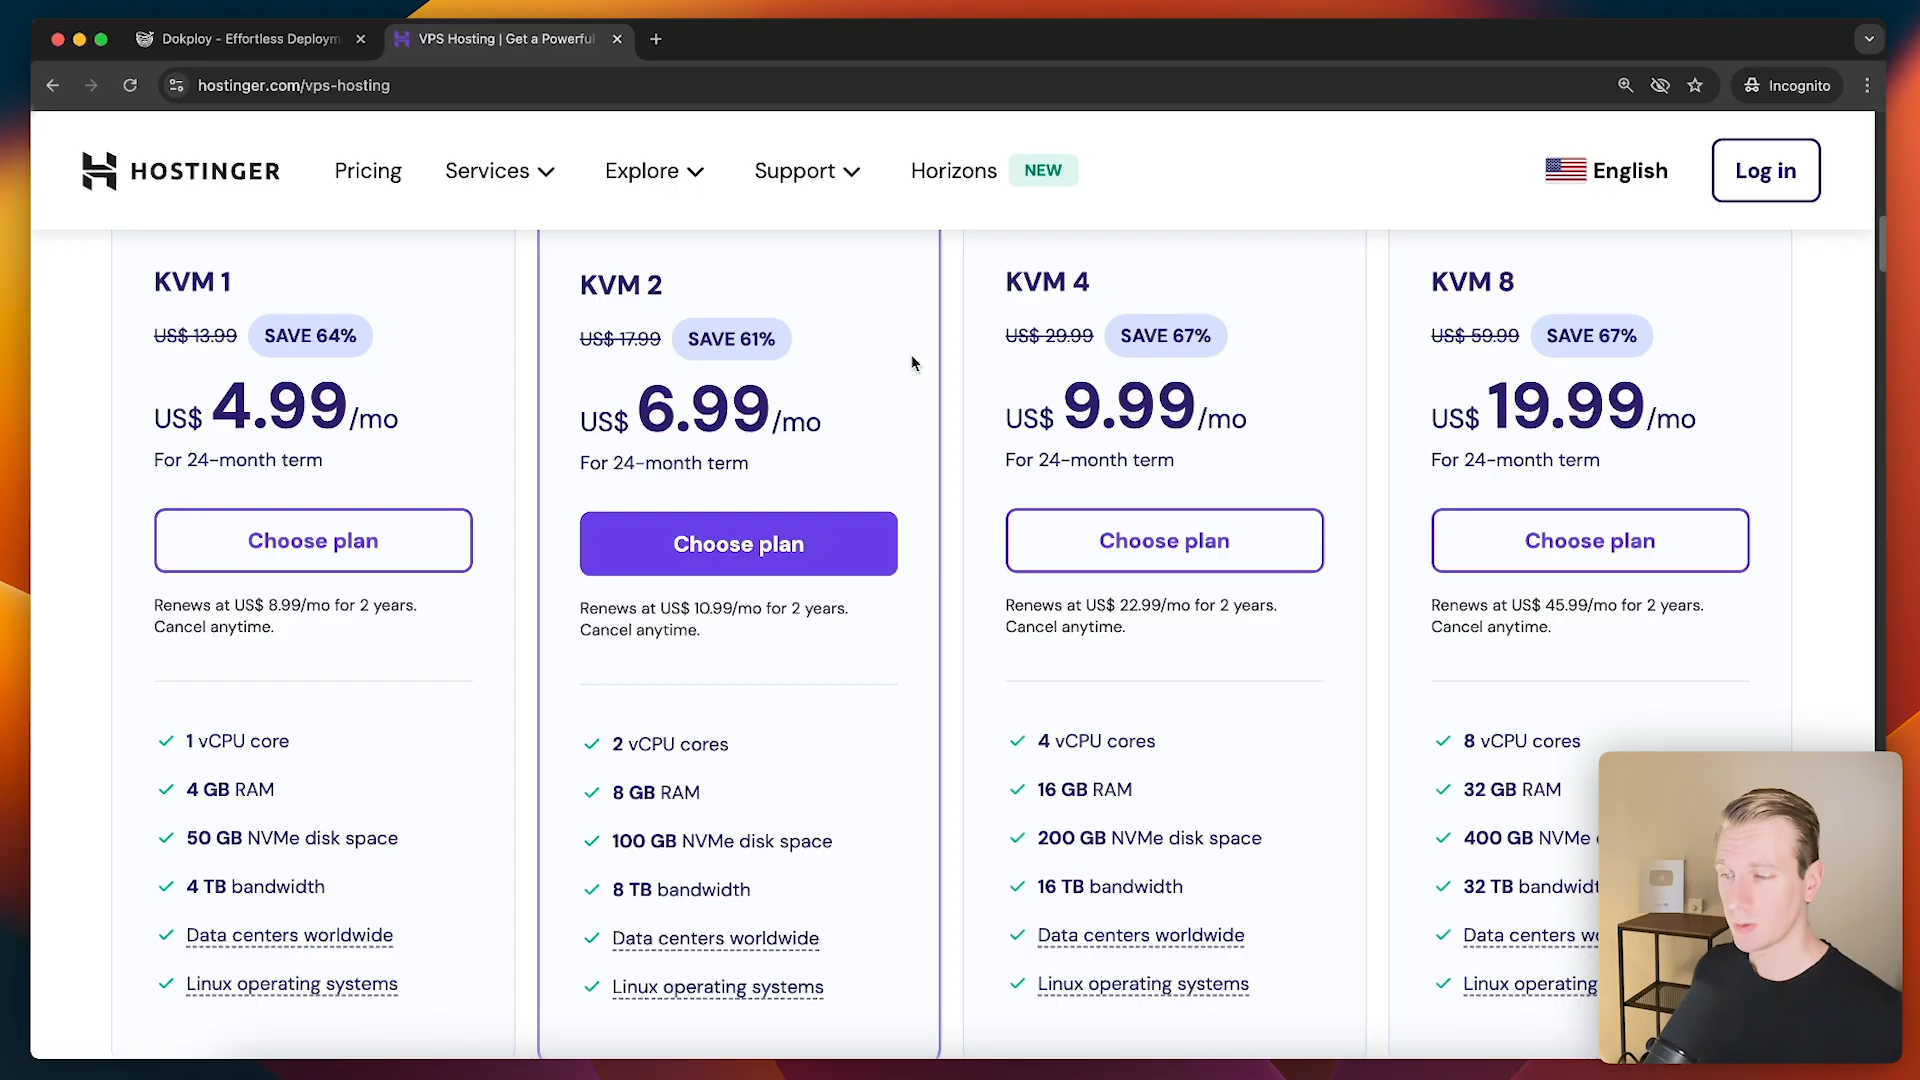 Dokploy - Effortless Deploym
VPS Hosting | Get a Powerful
hostinger.com/vps-hosting
Incognito
HOSTINGER
Pricing
Services
Explore
Support
Horizons
NEW
English
Log in
KVM 1
US$ 13.99
SAVE 64%
US$ 4.99/mo
For 24-month term
Choose plan
Renews at US$ 8.99/mo for 2 years.
Cancel anytime.
1 vCPU core
4 GB RAM
50 GB NVMe disk space
4 TB bandwidth
Data centers worldwide
Linux operating systems
KVM 2
US$ 17.99
SAVE 61%
US$ 6.99/mo
For 24-month term
Choose plan
Renews at US$ 10.99/mo for 2 years.
Cancel anytime.
2 vCPU cores
8 GB RAM
100 GB NVMe disk space
8 TB bandwidth
Data centers worldwide
Linux operating systems
KVM 4
US$ 29.99
SAVE 67%
US$ 9.99/mo
For 24-month term
Choose plan
Renews at US$ 22.99/mo for 2 years.
Cancel anytime.
4 vCPU cores
16 GB RAM
200 GB NVMe disk space
16 TB bandwidth
Data centers worldwide
Linux operating systems
KVM 8
US$ 59.99
SAVE 67%
US$ 19.99/mo
For 24-month term
Choose plan
Renews at US$ 45.99/mo for 2 years.
Cancel anytime.
8 vCPU cores
32 GB RAM
400 GB NVMe
32 TB bandwidt
Data centers w
Linux operating